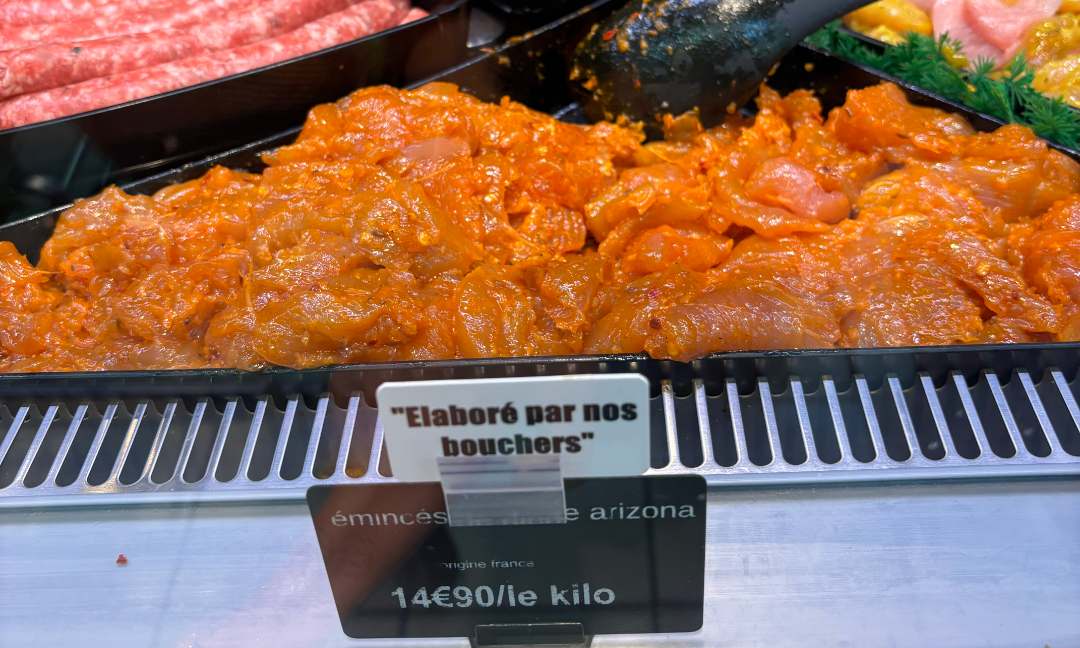 "Elaboré par nos
bouchers"
émincés arizona
origine france
14€90/le kilo